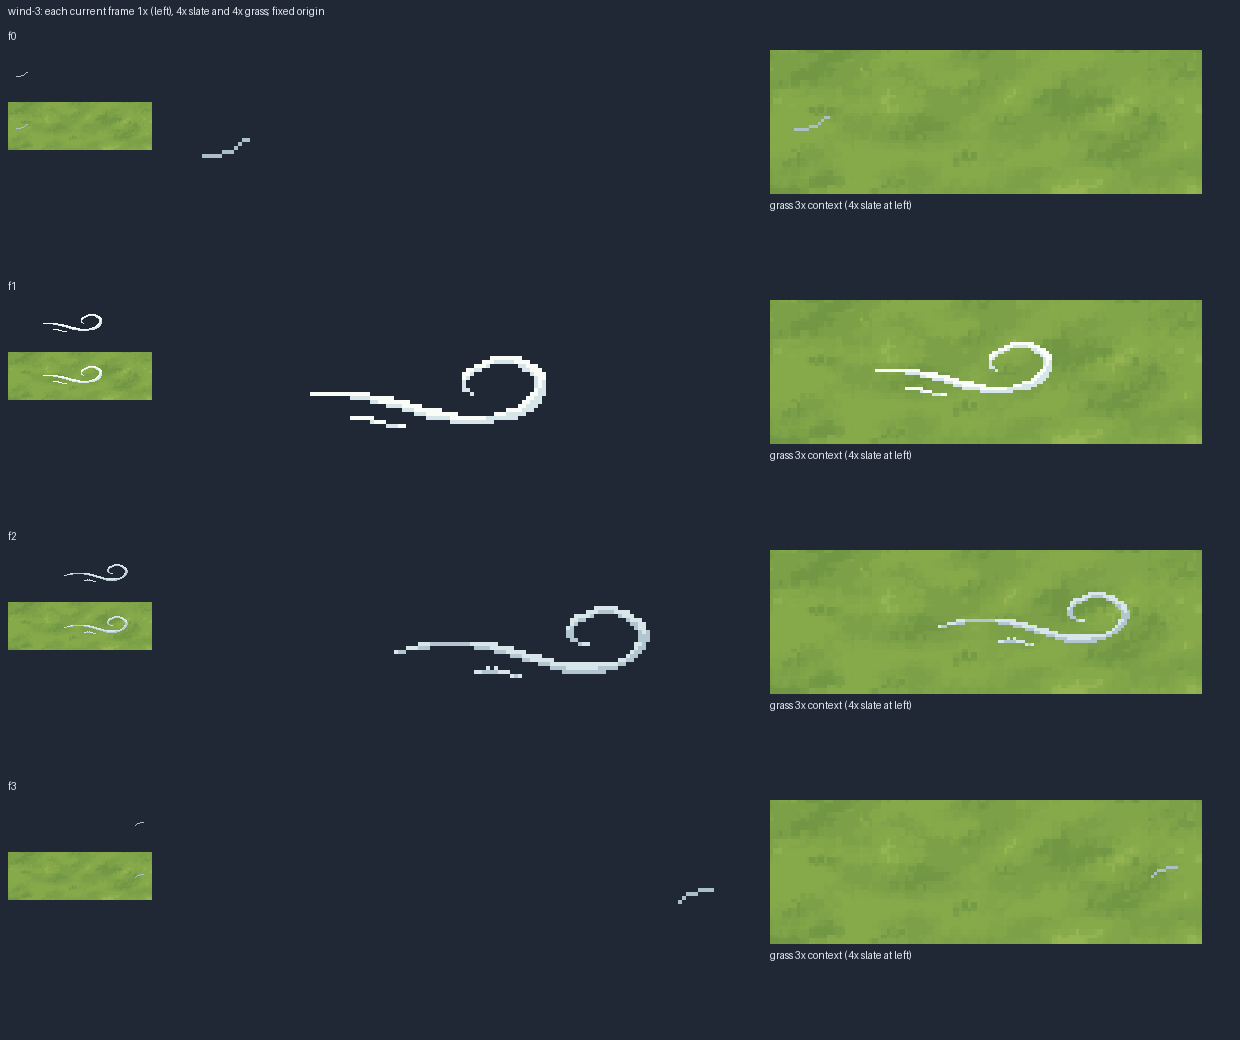 wind-3: each current frame 1x (left), 4x slate and 4x grass; fixed origin
f0
grass 3x context (4x slate at left)
f1
grass 3x context (4x slate at left)
f2
grass 3x context (4x slate at left)
f3
grass 3x context (4x slate at left)